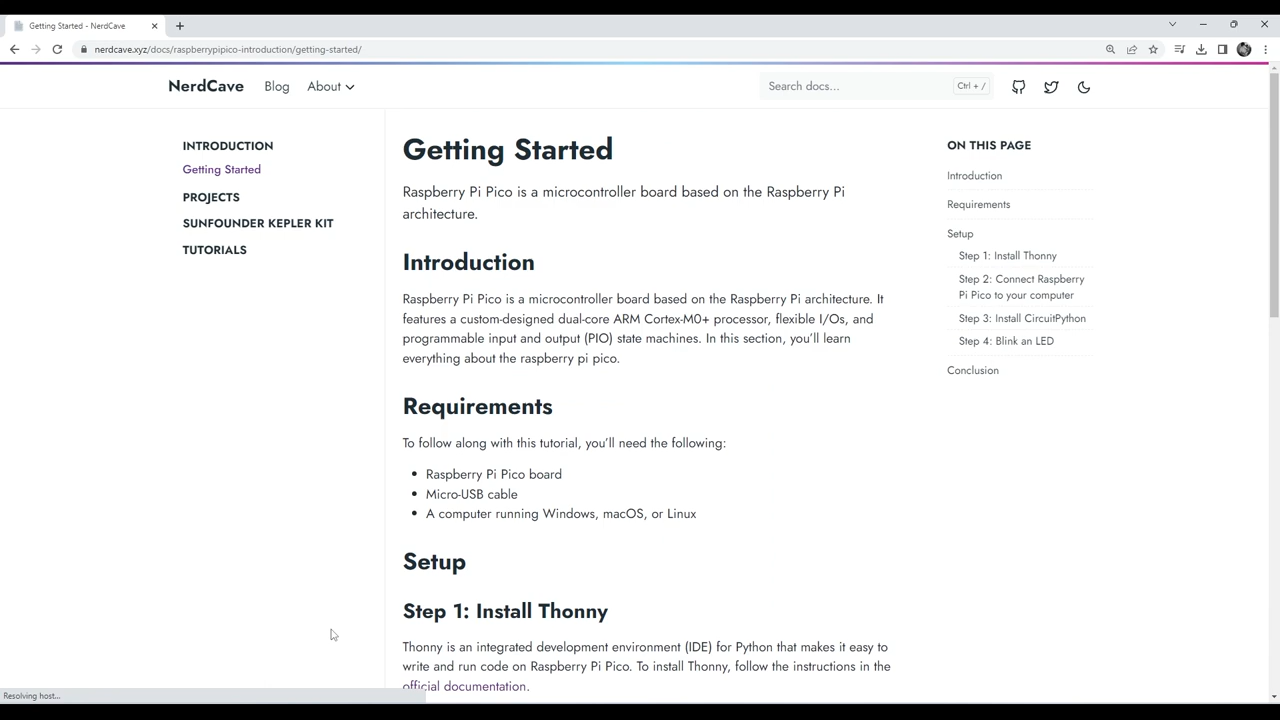 Getting Started - NerdCave
nerdcave.xyz/docs/raspberrypipico-introduction/getting-started/
NerdCave
Blog
About
Search docs...
Ctrl + /
INTRODUCTION
Getting Started
PROJECTS
SUNFOUNDER KEPLER KIT
TUTORIALS
Getting Started
Raspberry Pi Pico is a microcontroller board based on the Raspberry Pi
architecture.
Introduction
Raspberry Pi Pico is a microcontroller board based on the Raspberry Pi architecture. It
features a custom-designed dual-core ARM Cortex-M0+ processor, flexible I/Os, and
programmable input and output (PIO) state machines. In this section, you'll learn
everything about the raspberry pi pico.
Requirements
To follow along with this tutorial, you'll need the following:
Raspberry Pi Pico board
Micro-USB cable
A computer running Windows, macOS, or Linux
Setup
Step 1: Install Thonny
Thonny is an integrated development environment (IDE) for Python that makes it easy to
write and run code on Raspberry Pi Pico. To install Thonny, follow the instructions in the
official documentation.
ON THIS PAGE
Introduction
Requirements
Setup
Step 1: Install Thonny
Step 2: Connect Raspberry
Pi Pico to your computer
Step 3: Install CircuitPython
Step 4: Blink an LED
Conclusion
Resolving host...